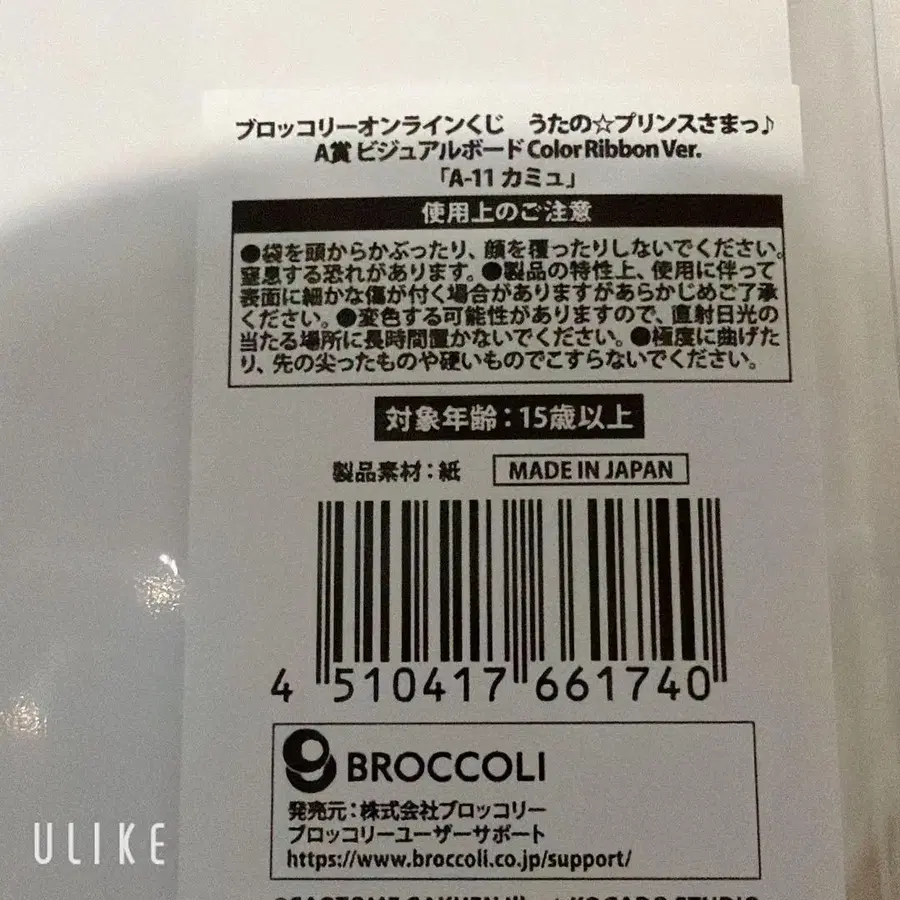 ブロッコリーオンラインくじ うたの☆プリンスさまっ♪
A賞 ビジュアルボード Color Ribbon Ver.
「A-11 カミュ」
使用上のご注意
●袋を頭からかぶったり、顔を覆ったりしないでください。
窒息する恐れがあります。●製品の特性上、使用に伴って
表面に細かな傷が付く場合がありますがあらかじめご了承
ください。●変色する可能性がありますので、直射日光の
当たる場所に長時間置かないでください。●極度に曲げた
り、先の尖ったものや硬いものでこすらないでください。
対象年齢：15歳以上
製品素材：紙 MADE IN JAPAN
4 510417 661740
BROCCOLI
発売元：株式会社ブロッコリー
ブロッコリーユーザーサポート
https://www.broccoli.co.jp/support/
ULIKE